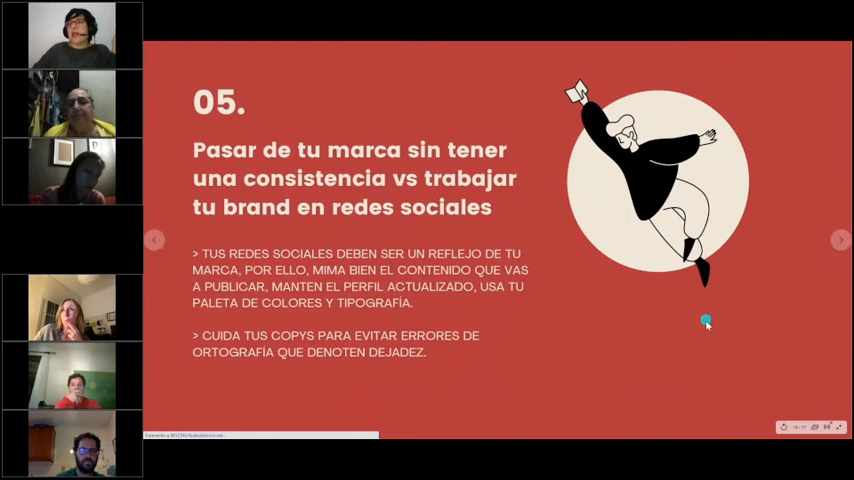 05.
Pasar de tu marca sin tener
una consistencia vs trabajar
tu brand en redes sociales
> TUS REDES SOCIALES DEBEN SER UN REFLEJO DE TU
MARCA, POR ELLO, MIMA BIEN EL CONTENIDO QUE VAS
A PUBLICAR, MANTEN EL PERFIL ACTUALIZADO, USA TU
PALETA DE COLORES Y TIPOGRAFÍA.
> CUIDA TUS COPYS PARA EVITAR ERRORES DE
ORTOGRAFÍA QUE DENOTEN DEJADEZ.